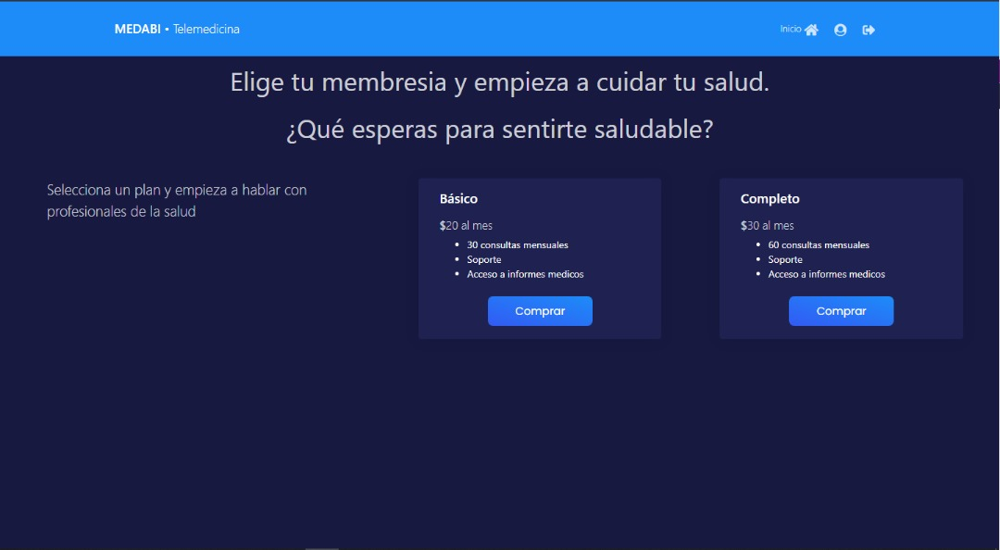 MEDABI • Telemedicina
Inicio
Elige tu membresia y empieza a cuidar tu salud.
¿Qué esperas para sentirte saludable?
Selecciona un plan y empieza a hablar con
profesionales de la salud
Básico
$20 al mes
• 30 consultas mensuales
• Soporte
• Acceso a informes medicos
Comprar
Completo
$30 al mes
• 60 consultas mensuales
• Soporte
• Acceso a informes medicos
Comprar